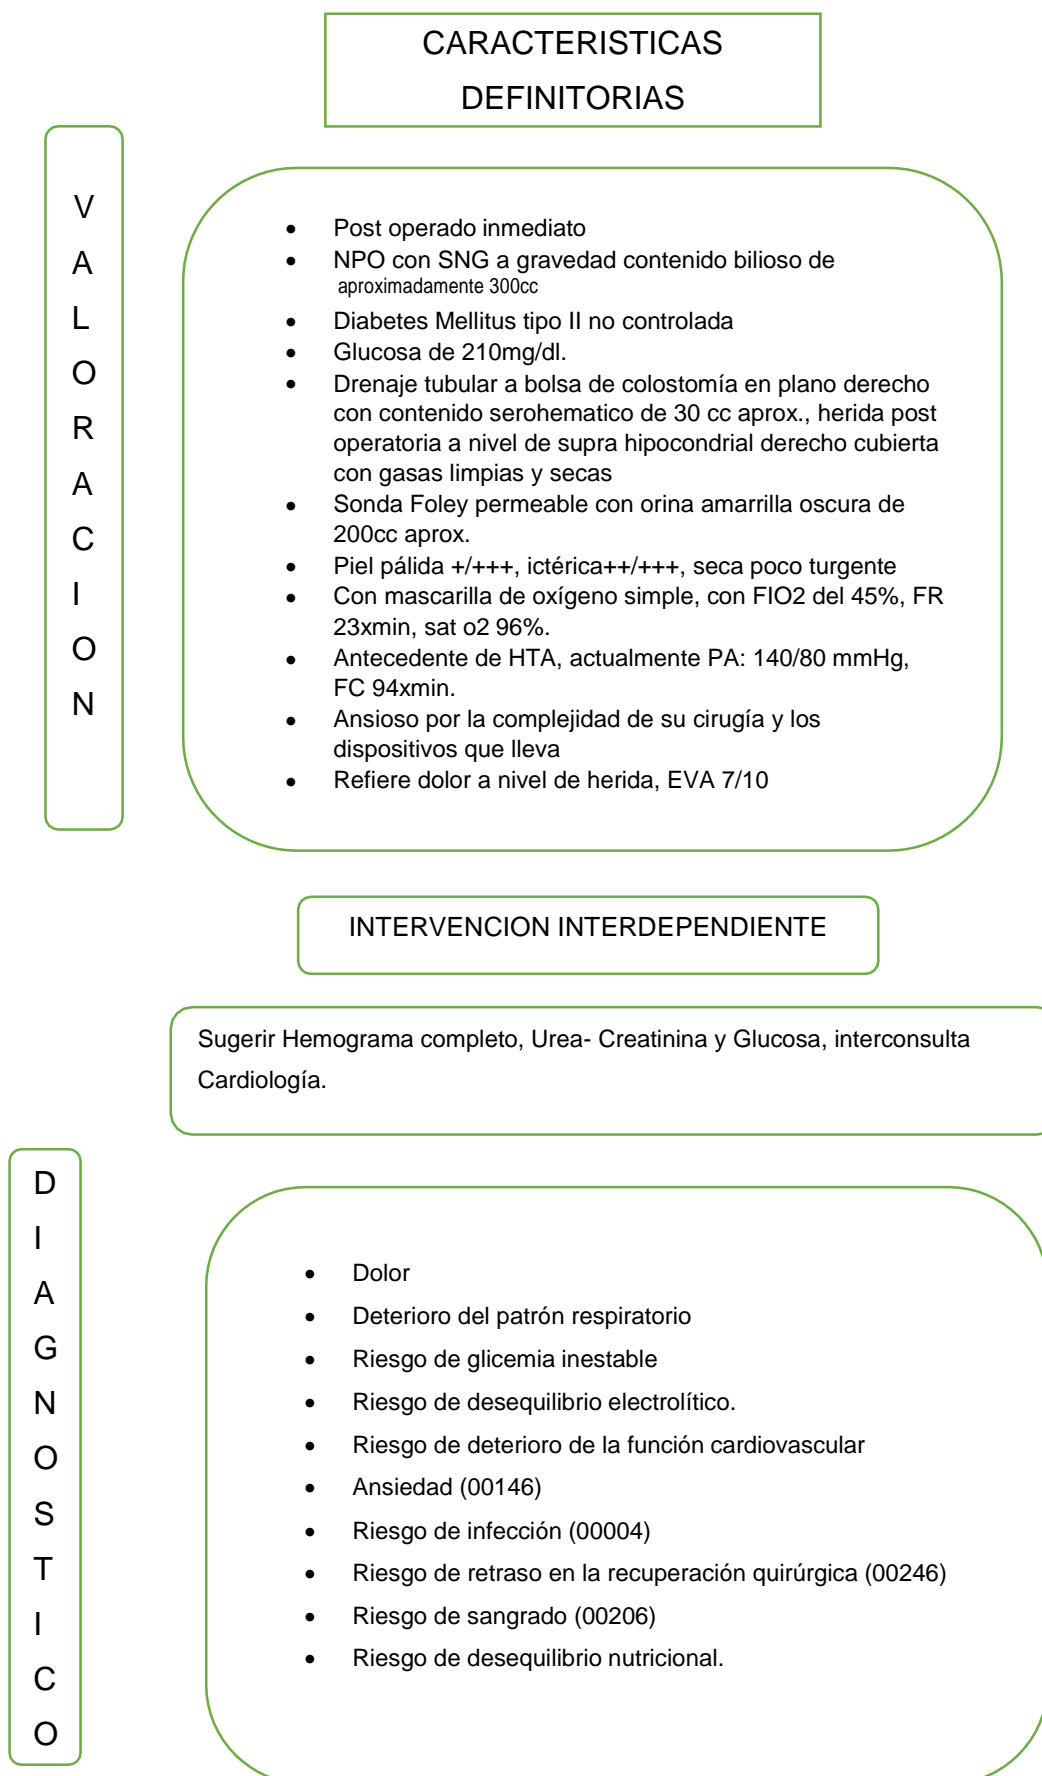 CARACTERISTICAS
DEFINITORIAS
VALORACION
• Post operado inmediato
• NPO con SNG a gravedad contenido bilioso de
aproximadamente 300cc
• Diabetes Mellitus tipo II no controlada
• Glucosa de 210mg/dl.
• Drenaje tubular a bolsa de colostomía en plano derecho
con contenido serohematico de 30 cc aprox., herida post
operatoria a nivel de supra hipocondrial derecho cubierta
con gasas limpias y secas
• Sonda Foley permeable con orina amarrilla oscura de
200cc aprox.
• Piel pálida +/+++, ictérica++/+++, seca poco turgente
• Con mascarilla de oxígeno simple, con FIO2 del 45%, FR
23xmin, sat o2 96%.
• Antecedente de HTA, actualmente PA: 140/80 mmHg,
FC 94xmin.
• Ansioso por la complejidad de su cirugía y los
dispositivos que lleva
• Refiere dolor a nivel de herida, EVA 7/10
INTERVENCION INTERDEPENDIENTE
Sugerir Hemograma completo, Urea- Creatinina y Glucosa, interconsulta
Cardiología.
DIAGNOSTICO
• Dolor
• Deterioro del patrón respiratorio
• Riesgo de glicemia inestable
• Riesgo de desequilibrio electrolítico.
• Riesgo de deterioro de la función cardiovascular
• Ansiedad (00146)
• Riesgo de infección (00004)
• Riesgo de retraso en la recuperación quirúrgica (00246)
• Riesgo de sangrado (00206)
• Riesgo de desequilibrio nutricional.